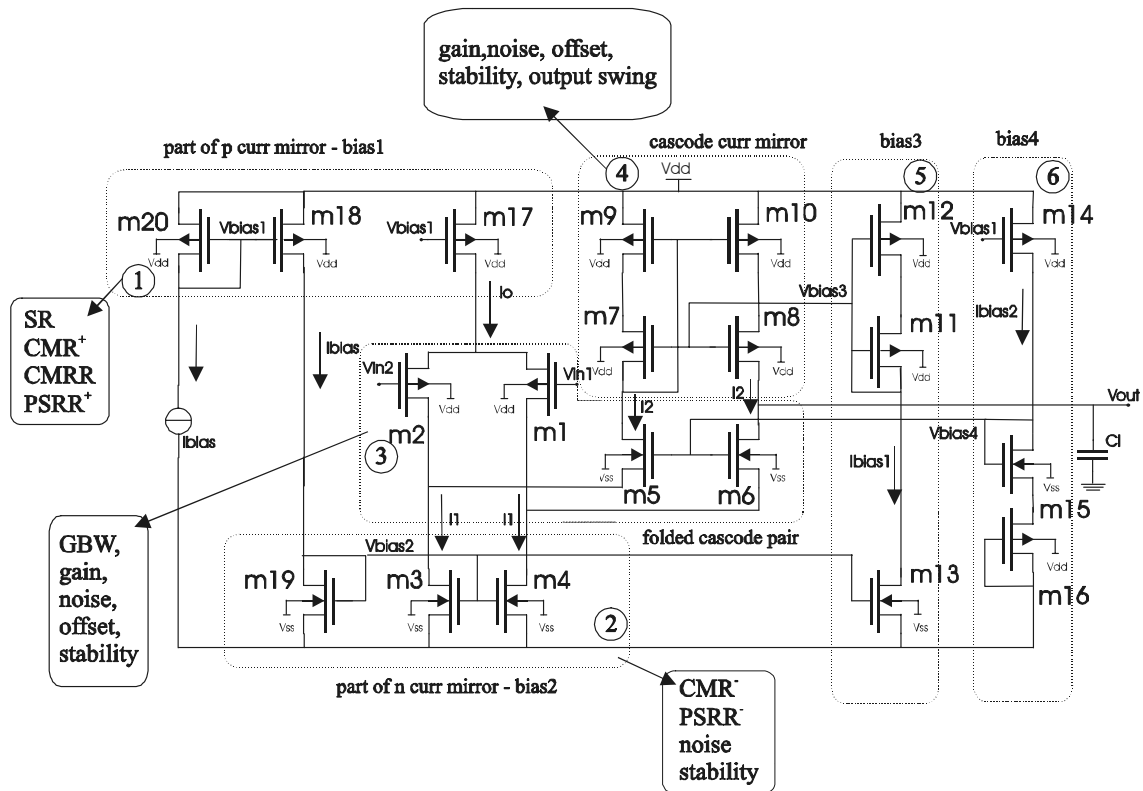 gain,noise, offset,
stability, output swing
part of p curr mirror - bias1
cascode curr mirror
bias3
bias4
Vdd
4
5
6
m20
Vbias1
m18
Vbias1
m17
m9
m10
m12
Vbias1
m14
Vdd
Vdd
Vdd
Vdd
Vdd
Vdd
Vdd
1
Io
Vbias3
Ibias2
SR
CMR+
CMRR
PSRR+
m7
m8
m11
Ibias
Vin2
Vin1
Vdd
Vdd
Vdd
Vdd
Vdd
I2
I2
Vout
Ibias
m2
m1
Vbias4
Cl
3
Vss
Vss
Ibias1
Vss
m5
m6
m15
I1
I1
folded cascode pair
GBW,
gain,
noise,
offset,
stability
Vbias2
Vdd
m19
m3
m4
m13
m16
Vss
Vss
Vss
Vss
2
part of n curr mirror - bias2
CMR-
PSRR-
noise
stability